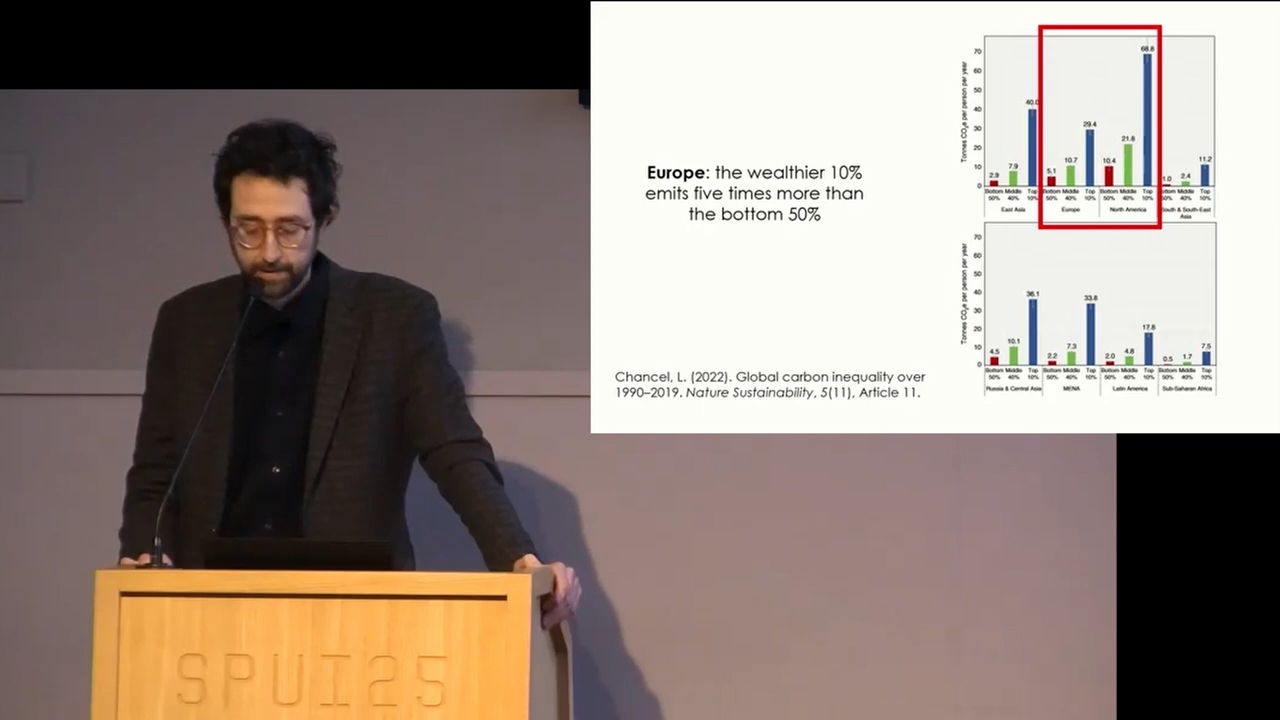 Europe: the wealthier 10%
emits five times more than
the bottom 50%
Chancel, L. (2022). Global carbon inequality over
1990–2019. Nature Sustainability, 5(11), Article 11.
Tonnes CO₂e per person per year
70
60
50
40
30
20
10
0
2.9
7.9
40.0
5.1
10.7
29.4
10.4
21.8
68.8
1.0
2.4
11.2
Bottom Middle Top Bottom Middle Top Bottom Middle Top Bottom Middle Top
50% 40% 10% 50% 40% 10% 50% 40% 10% 50% 40% 10%
East Asia Europe North America South & South-East
Asia
Tonnes CO₂e per person per year
70
60
50
40
30
20
10
0
4.5
10.1
36.1
2.2
7.3
33.8
2.0
4.8
17.8
0.5
1.7
7.5
Bottom Middle Top Bottom Middle Top Bottom Middle Top Bottom Middle Top
50% 40% 10% 50% 40% 10% 50% 40% 10% 50% 40% 10%
Russia & Central Asia MENA Latin America Sub-Saharan Africa
SPUI25